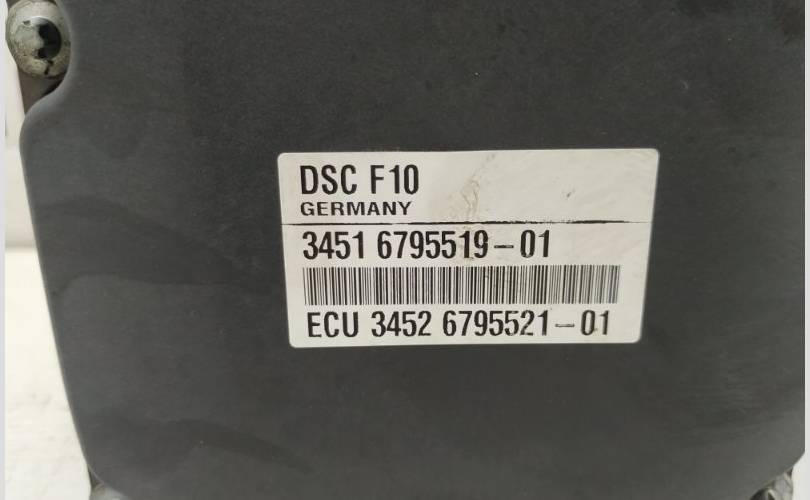 DSC F10
GERMANY
3451 6795519-01
ECU 3452 6795521-01